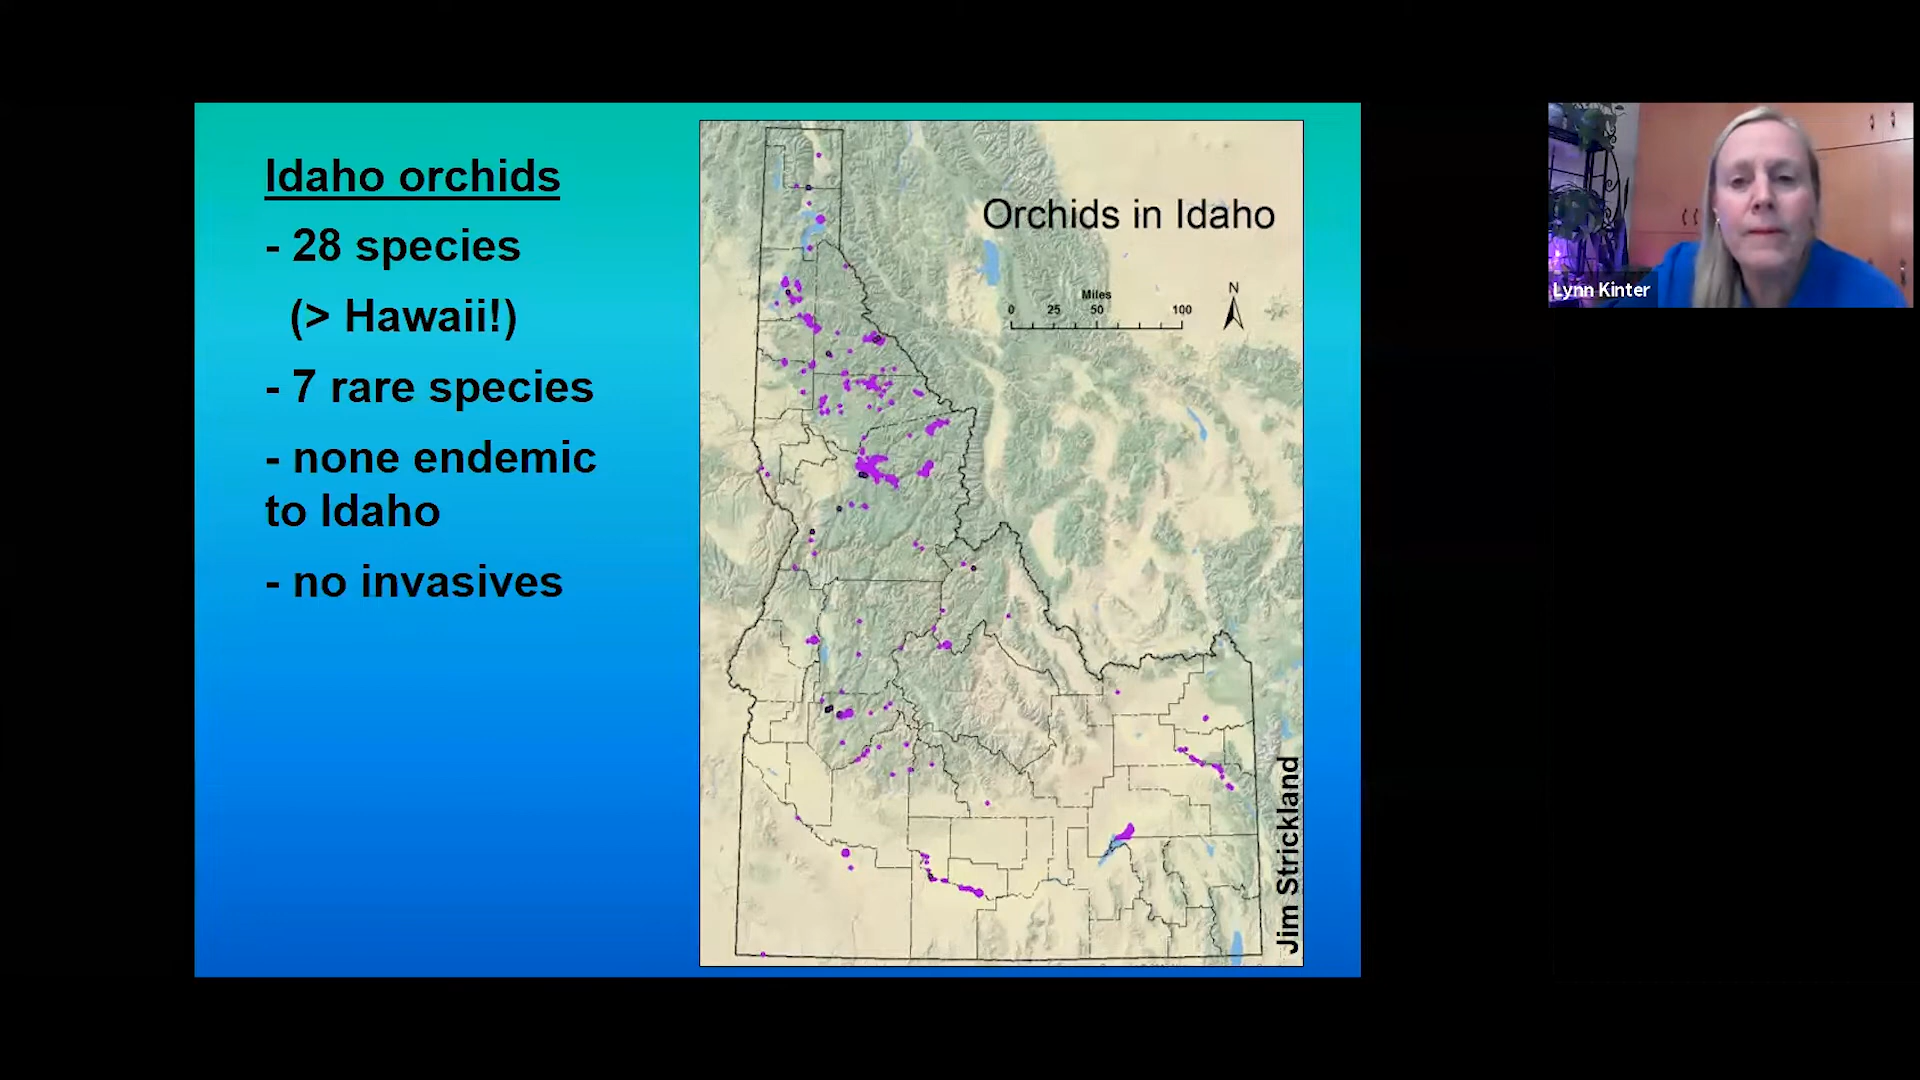 Idaho orchids
- 28 species
(> Hawaii!)
- 7 rare species
- none endemic
to Idaho
- no invasives
Orchids in Idaho
Miles
0 25 50 100
N
Jim Strickland
Lynn Kinter